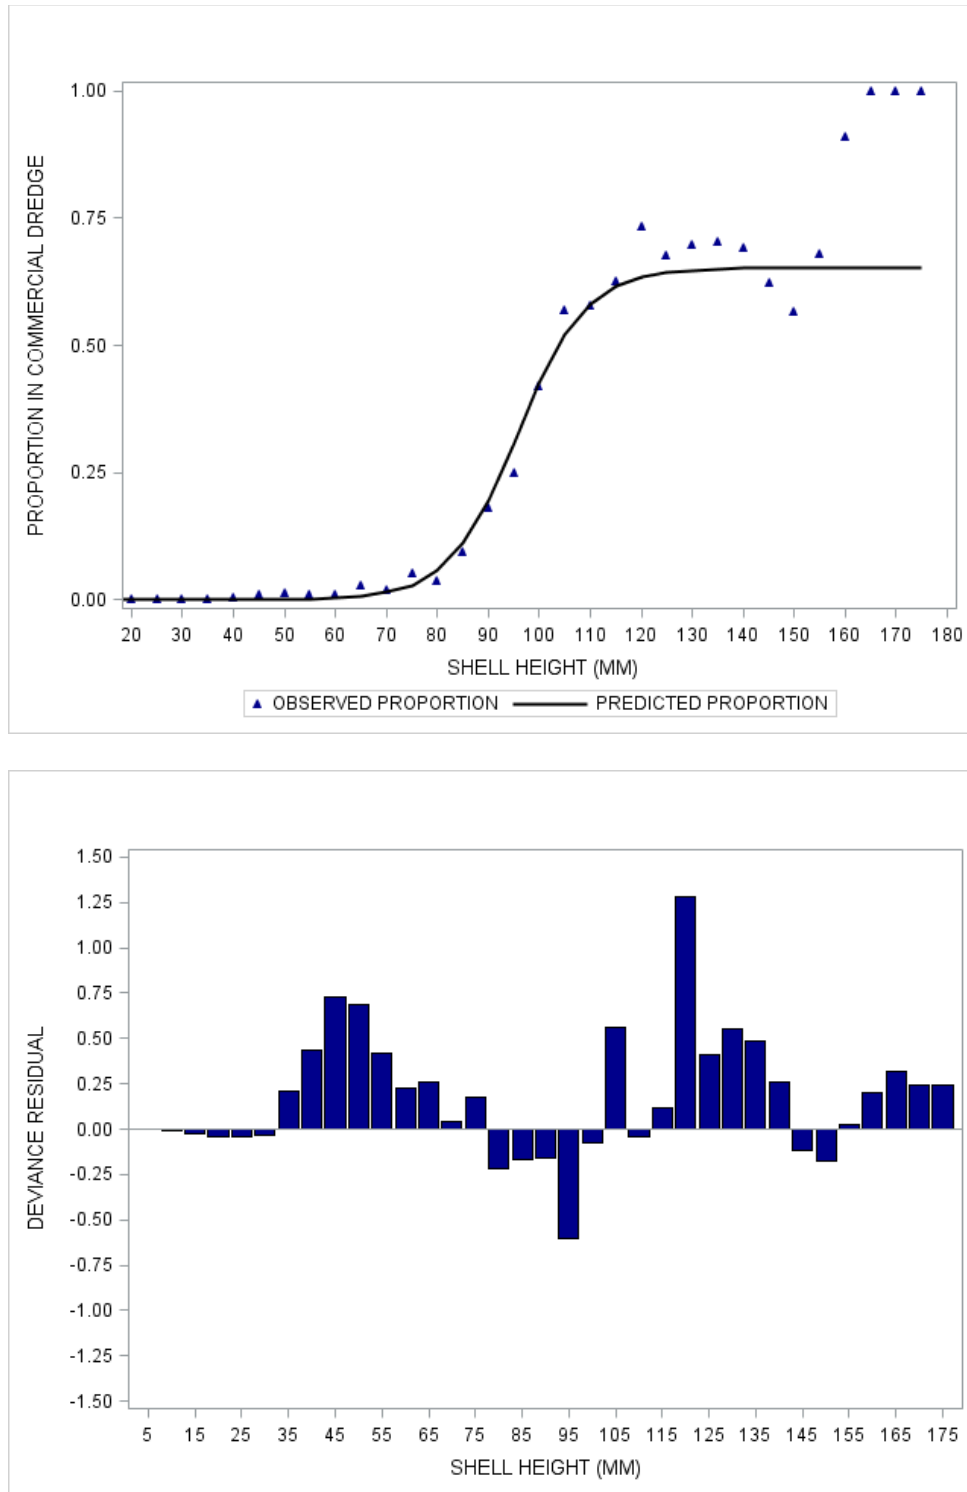 1.00
0.75
0.50
0.25
0.00
PROPORTION IN COMMERCIAL DREDGE
20 30 40 50 60 70 80 90 100 110 120 130 140 150 160 170 180
SHELL HEIGHT (MM)
OBSERVED PROPORTION PREDICTED PROPORTION
1.50
1.25
1.00
0.75
0.50
0.25
0.00
-0.25
-0.50
-0.75
-1.00
-1.25
-1.50
DEVIANCE RESIDUAL
5 15 25 35 45 55 65 75 85 95 105 115 125 135 145 155 165 175
SHELL HEIGHT (MM)